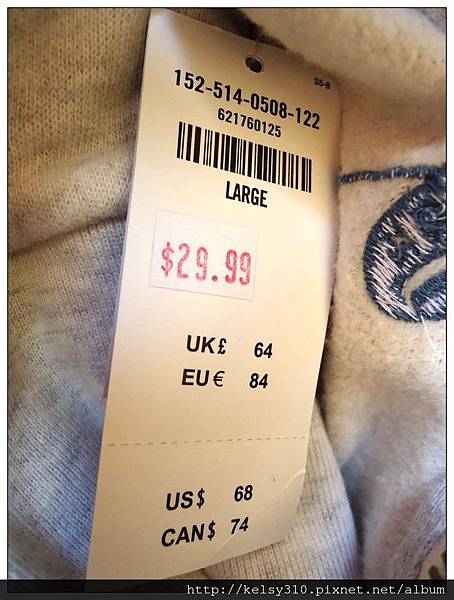 S5-8
152-514-0508-122
621760125
LARGE
$29.99
UK£ 64
EU€ 84
US$ 68
CAN$ 74
http://kelsy310.pixnet.net/album